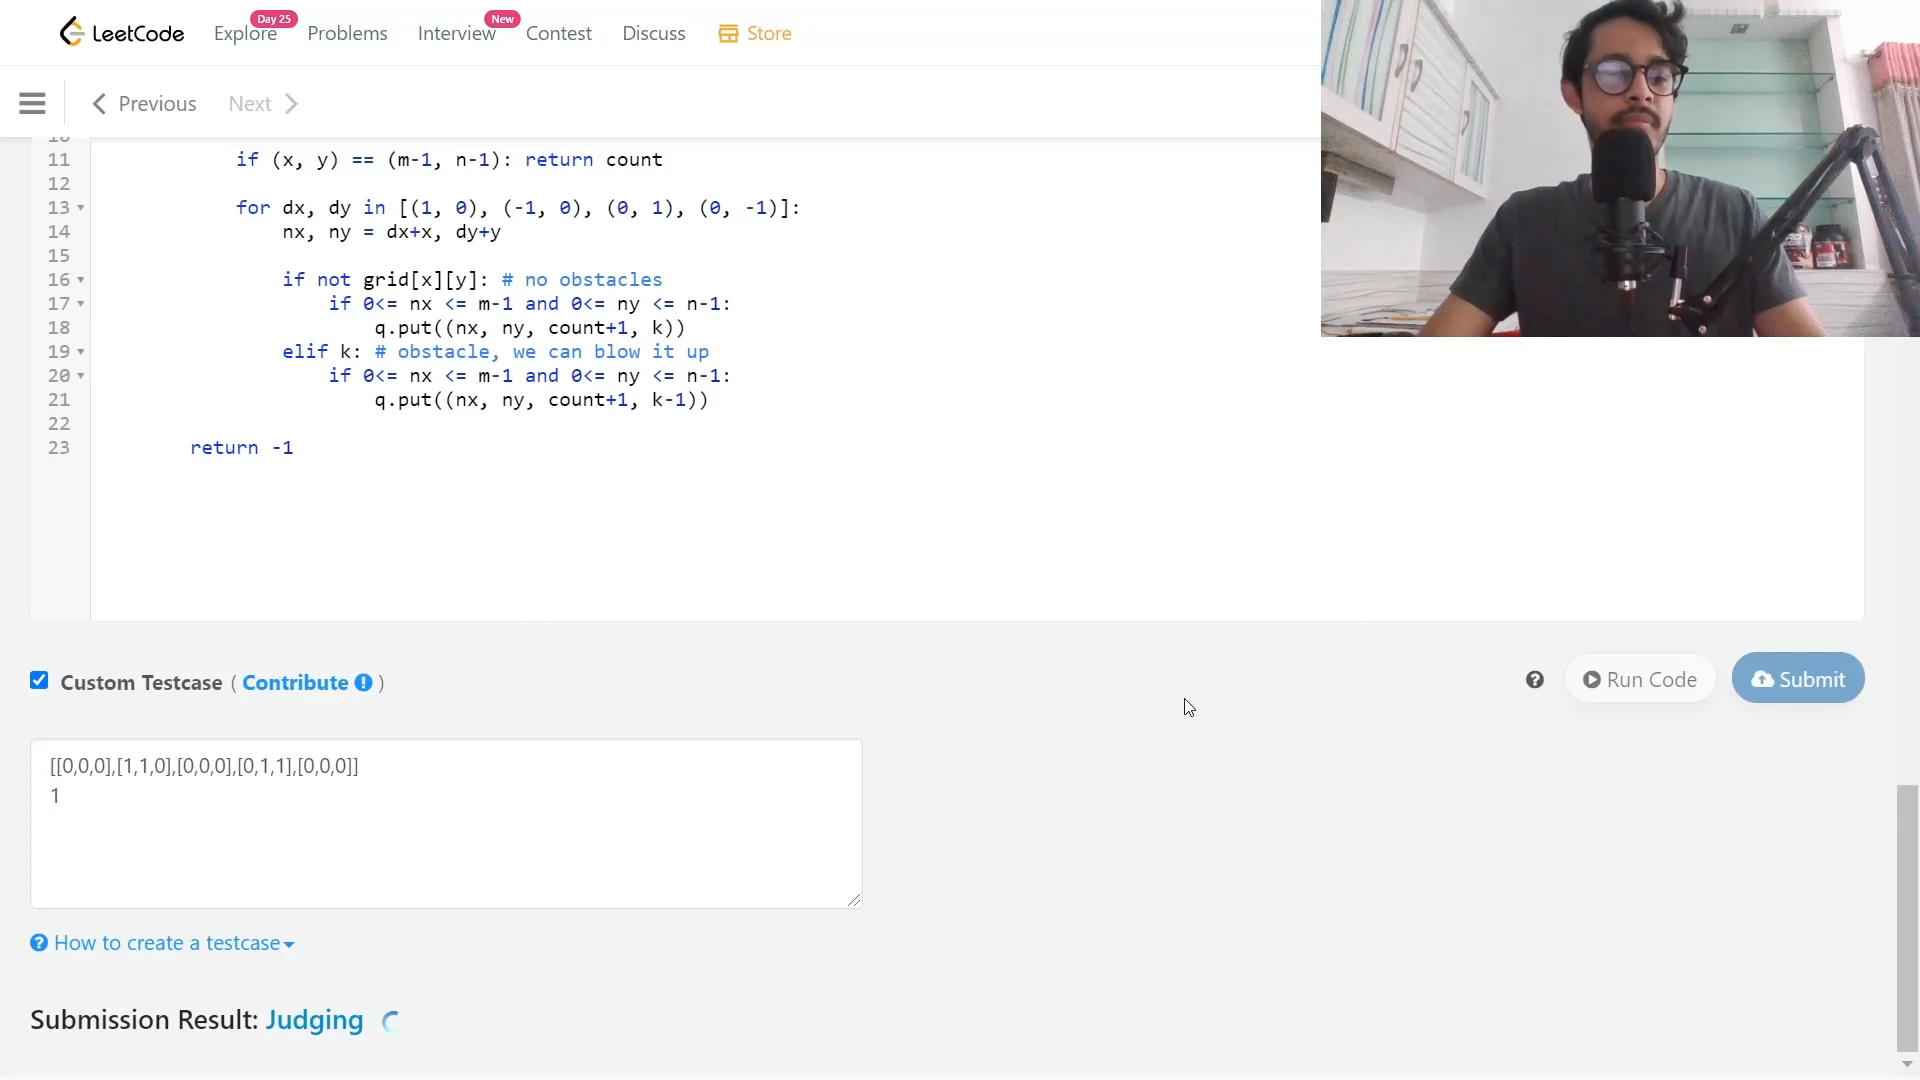 LeetCode
Explore
Day 25
Problems
Interview
New
Contest
Discuss
Store
Previous
Next
10
11 if (x, y) == (m-1, n-1): return count
12
13 for dx, dy in [(1, 0), (-1, 0), (0, 1), (0, -1)]:
14 nx, ny = dx+x, dy+y
15
16 if not grid[x][y]: # no obstacles
17 if 0<= nx <= m-1 and 0<= ny <= n-1:
18 q.put((nx, ny, count+1, k))
19 elif k: # obstacle, we can blow it up
20 if 0<= nx <= m-1 and 0<= ny <= n-1:
21 q.put((nx, ny, count+1, k-1))
22
23 return -1
Custom Testcase ( Contribute )
Run Code
Submit
[[0,0,0],[1,1,0],[0,0,0],[0,1,1],[0,0,0]]
1
How to create a testcase
Submission Result: Judging